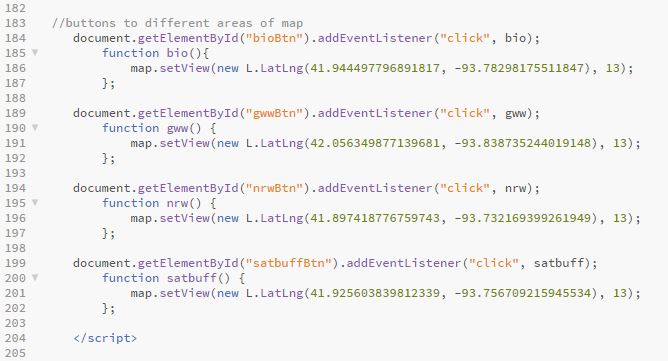 182
183 //buttons to different areas of map
184 document.getElementById("bioBtn").addEventListener("click", bio);
185 function bio(){
186 map.setView(new L.LatLng(41.944497796891817, -93.78298175511847), 13);
187 };
188
189 document.getElementById("gwwBtn").addEventListener("click", gww);
190 function gww() {
191 map.setView(new L.LatLng(42.056349877139681, -93.838735244019148), 13);
192 };
193
194 document.getElementById("nrwBtn").addEventListener("click", nrw);
195 function nrw() {
196 map.setView(new L.LatLng(41.897418776759743, -93.732169399261949), 13);
197 };
198
199 document.getElementById("satbuffBtn").addEventListener("click", satbuff);
200 function satbuff() {
201 map.setView(new L.LatLng(41.925603839812339, -93.756709215945534), 13);
202 };
203
204 </script>
205